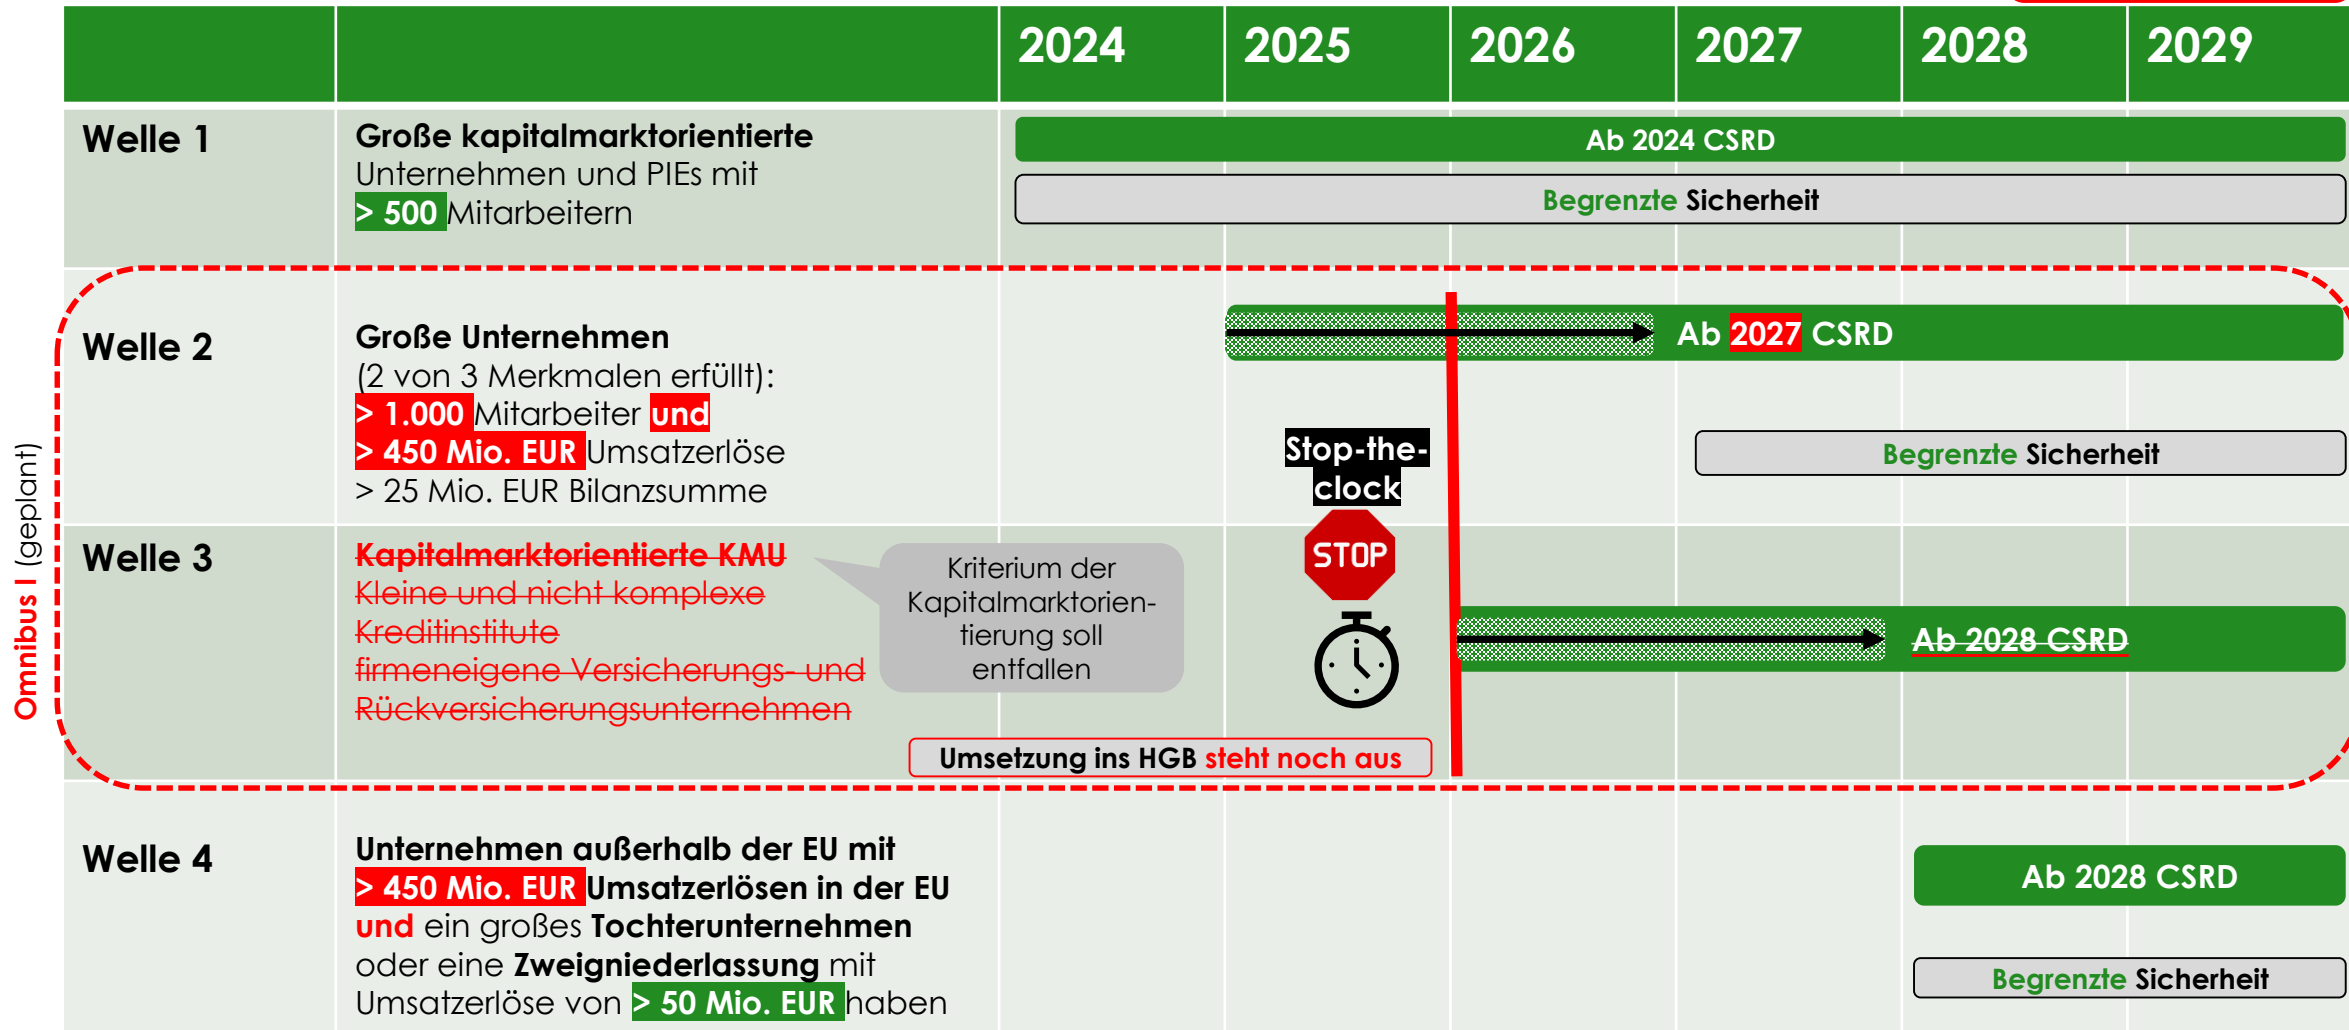 2024 2025 2026 2027 2028 2029
Welle 1
Große kapitalmarktorientierte
Unternehmen und PIEs mit
> 500 Mitarbeitern
Ab 2024 CSRD
Begrenzte Sicherheit
Omnibus I (geplant)
Welle 2
Große Unternehmen
(2 von 3 Merkmalen erfüllt):
> 1.000 Mitarbeiter und
> 450 Mio. EUR Umsatzerlöse
> 25 Mio. EUR Bilanzsumme
Ab 2027 CSRD
Begrenzte Sicherheit
Stop-the-
clock
STOP
Welle 3
Kapitalmarktorientierte KMU
Kleine und nicht komplexe
Kreditinstitute
firmeneigene Versicherungs- und
Rückversicherungsunternehmen
Kriterium der
Kapitalmarktorien-
tierung soll
entfallen
Ab 2028 CSRD
Umsetzung ins HGB steht noch aus
Welle 4
Unternehmen außerhalb der EU mit
> 450 Mio. EUR Umsatzerlösen in der EU
und ein großes Tochterunternehmen
oder eine Zweigniederlassung mit
Umsatzerlöse von > 50 Mio. EUR haben
Ab 2028 CSRD
Begrenzte Sicherheit